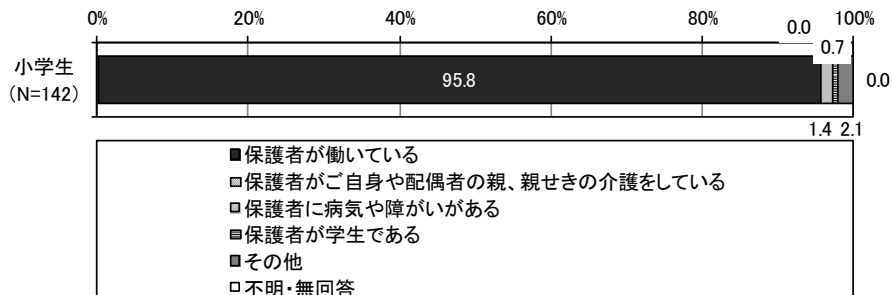 0% 20% 40% 60% 80% 100%
0.0
0.7
小学生
(N=142)
95.8
0.0
1.4 2.1
保護者が働いている
保護者がご自身や配偶者の親、親せきの介護をしている
保護者に病気や障がいがある
保護者が学生である
その他
不明・無回答